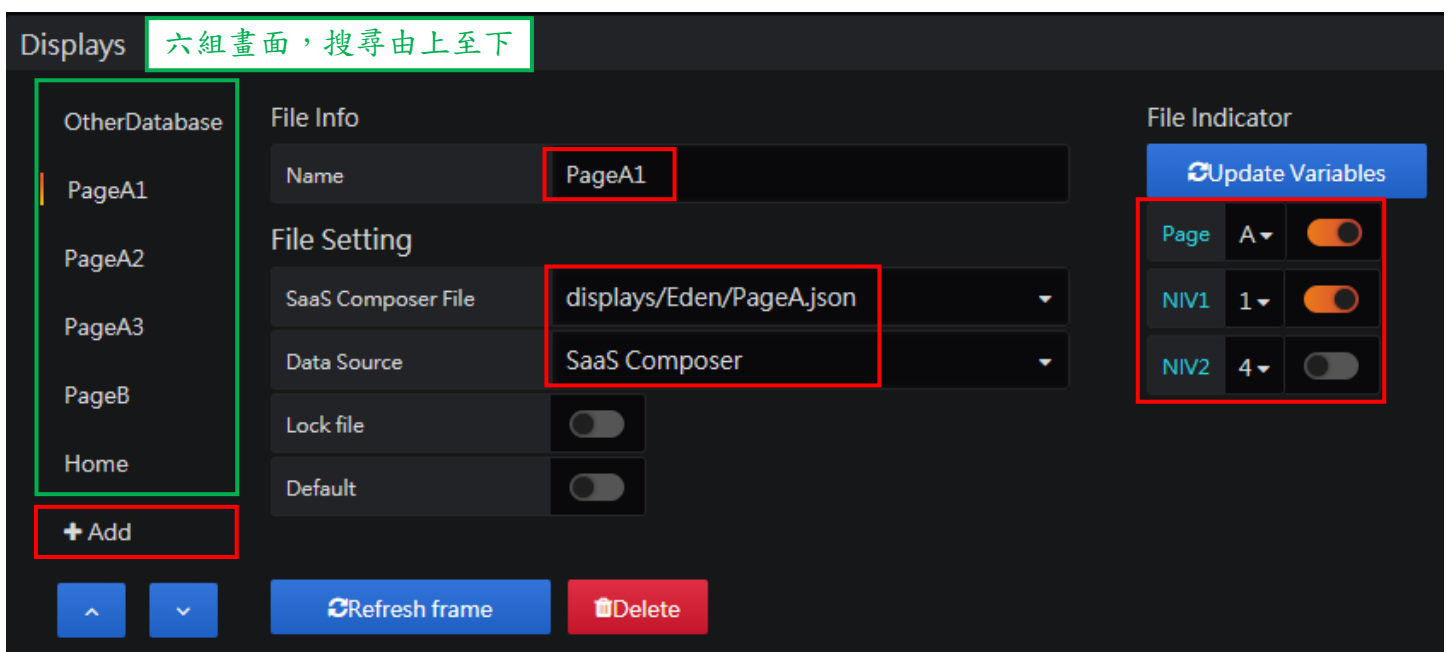 Displays
六組畫面，搜尋由上至下
OtherDatabase
PageA1
PageA2
PageA3
PageB
Home
Add
File Info
Name
PageA1
File Setting
SaaS Composer File
displays/Eden/PageA.json
Data Source
SaaS Composer
Lock file
Default
Refresh frame
Delete
File Indicator
Update Variables
Page A
NIV1 1
NIV2 4